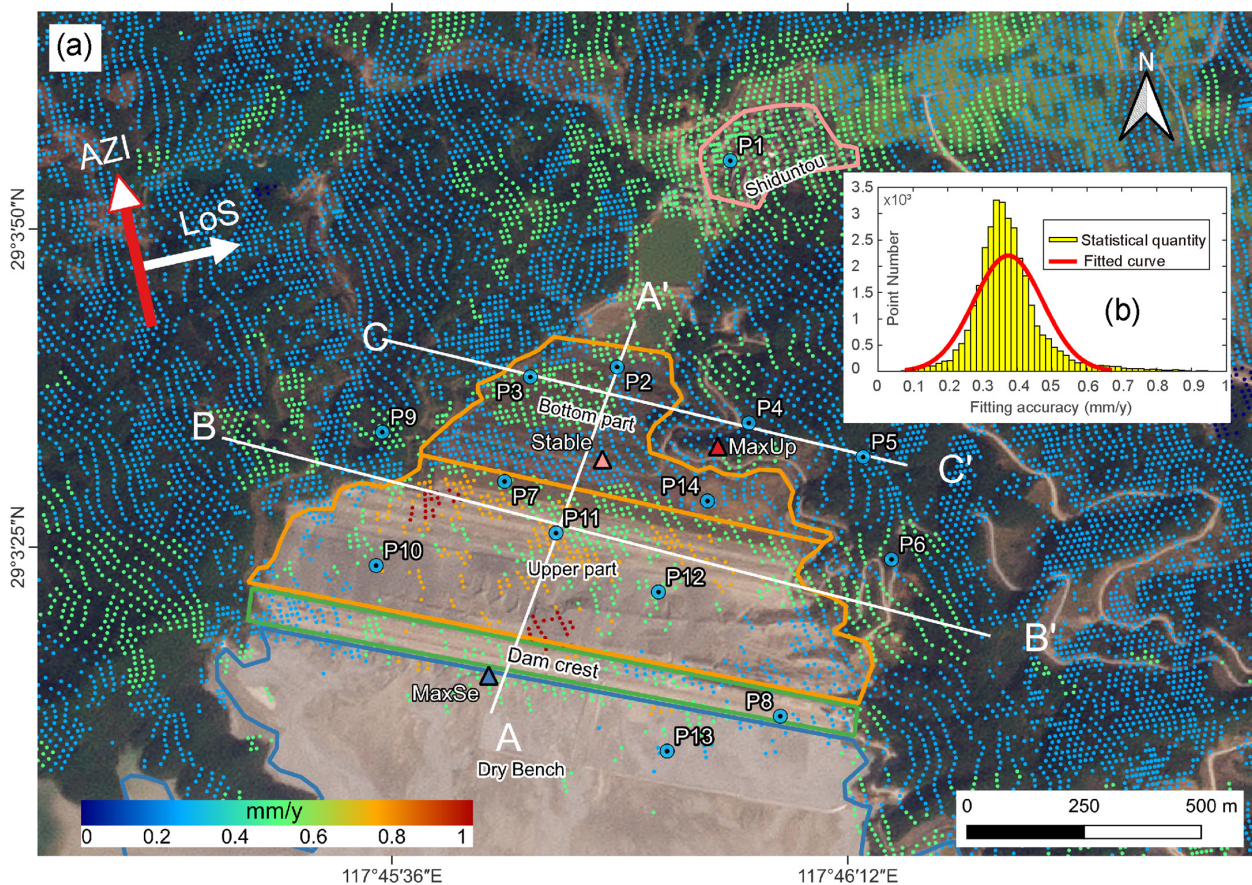 (a)
N
AZI
LoS
P1
Shiduntou
29°3′50″N
×10³
3.5
3
2.5
2
1.5
1
0.5
0
Point Number
Statistical quantity
Fitted curve
(b)
0 0.1 0.2 0.3 0.4 0.5 0.6 0.7 0.8 0.9 1
Fitting accuracy (mm/y)
A'
C
P3
P2
Bottom part
P4
P9
B
Stable
MaxUp
P5
C'
P7
P14
29°3′25″N
P11
P6
P10
Upper part
P12
B'
Dam crest
MaxSe
P8
A
P13
Dry Bench
mm/y
0 0.2 0.4 0.6 0.8 1
0 250 500 m
117°45′36″N
117°46′12″N